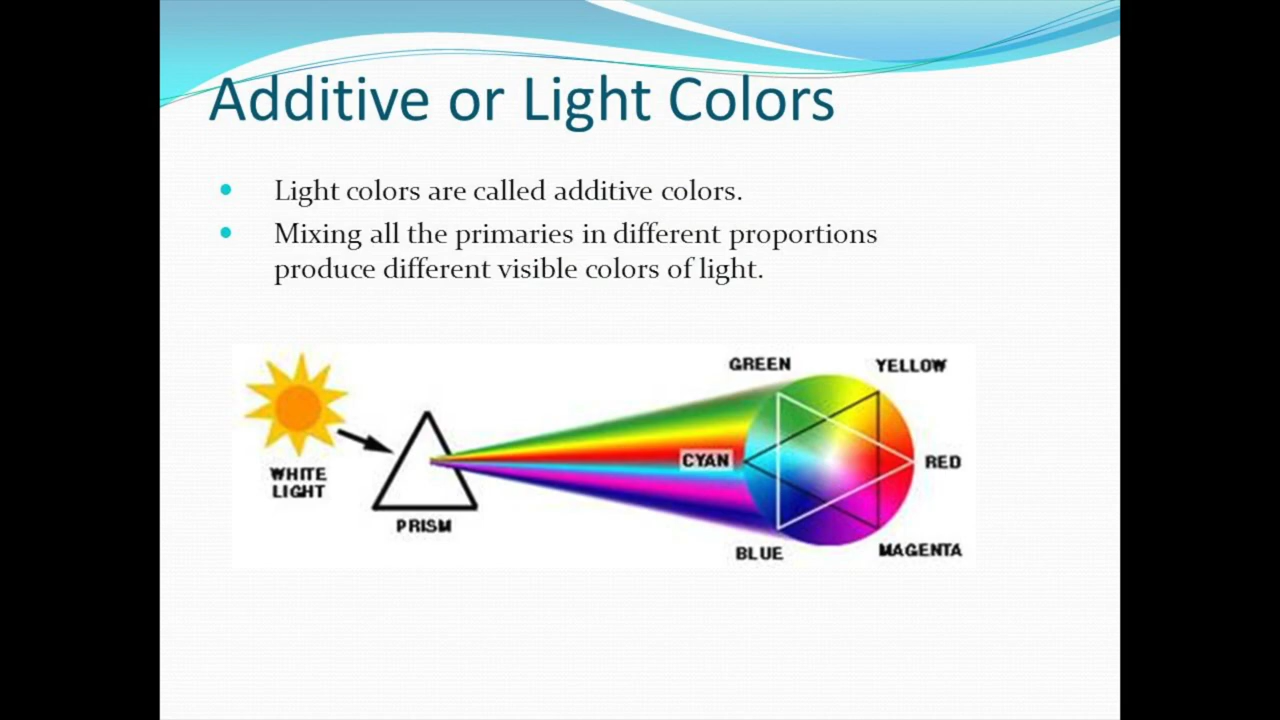 Additive or Light Colors
Light colors are called additive colors.
Mixing all the primaries in different proportions
produce different visible colors of light.
GREEN
YELLOW
CYAN
RED
WHITE
LIGHT
PRISM
BLUE
MAGENTA